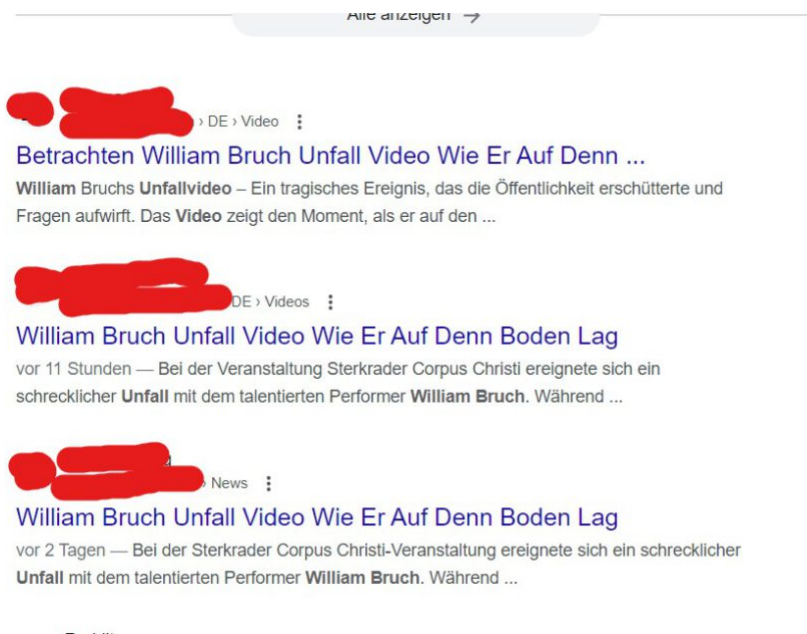 Alle anzeigen →
› DE › Video
Betrachten William Bruch Unfall Video Wie Er Auf Denn ...
William Bruchs Unfallvideo – Ein tragisches Ereignis, das die Öffentlichkeit erschütterte und
Fragen aufwirft. Das Video zeigt den Moment, als er auf den ...
DE › Videos
William Bruch Unfall Video Wie Er Auf Denn Boden Lag
vor 11 Stunden — Bei der Veranstaltung Sterkrader Corpus Christi ereignete sich ein
schrecklicher Unfall mit dem talentierten Performer William Bruch. Während ...
› News
William Bruch Unfall Video Wie Er Auf Denn Boden Lag
vor 2 Tagen — Bei der Sterkrader Corpus Christi-Veranstaltung ereignete sich ein schrecklicher
Unfall mit dem talentierten Performer William Bruch. Während ...